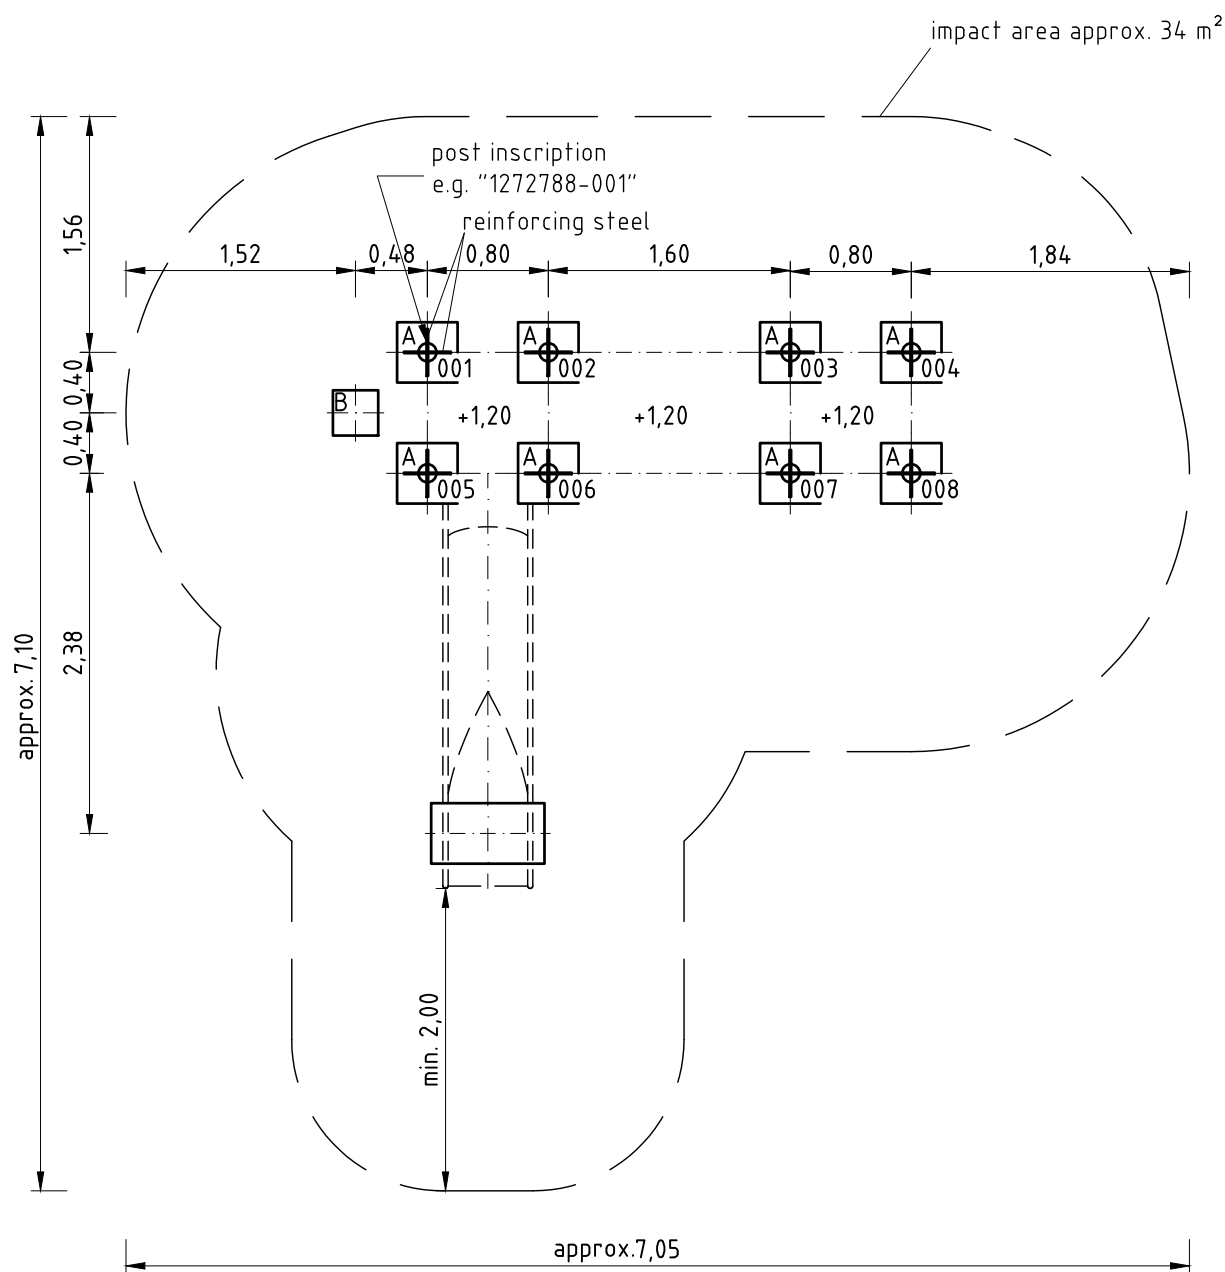 impact area approx. 34 m²
post inscription
e.g. "1272788-001"
reinforcing steel
1,56
1,52
0,48
0,80
1,60
0,80
1,84
A
A
A
A
001
002
003
004
0,40
B
+1,20
+1,20
+1,20
0,40
A
A
A
A
005
006
007
008
approx. 7,10
2,38
min. 2,00
approx.7,05